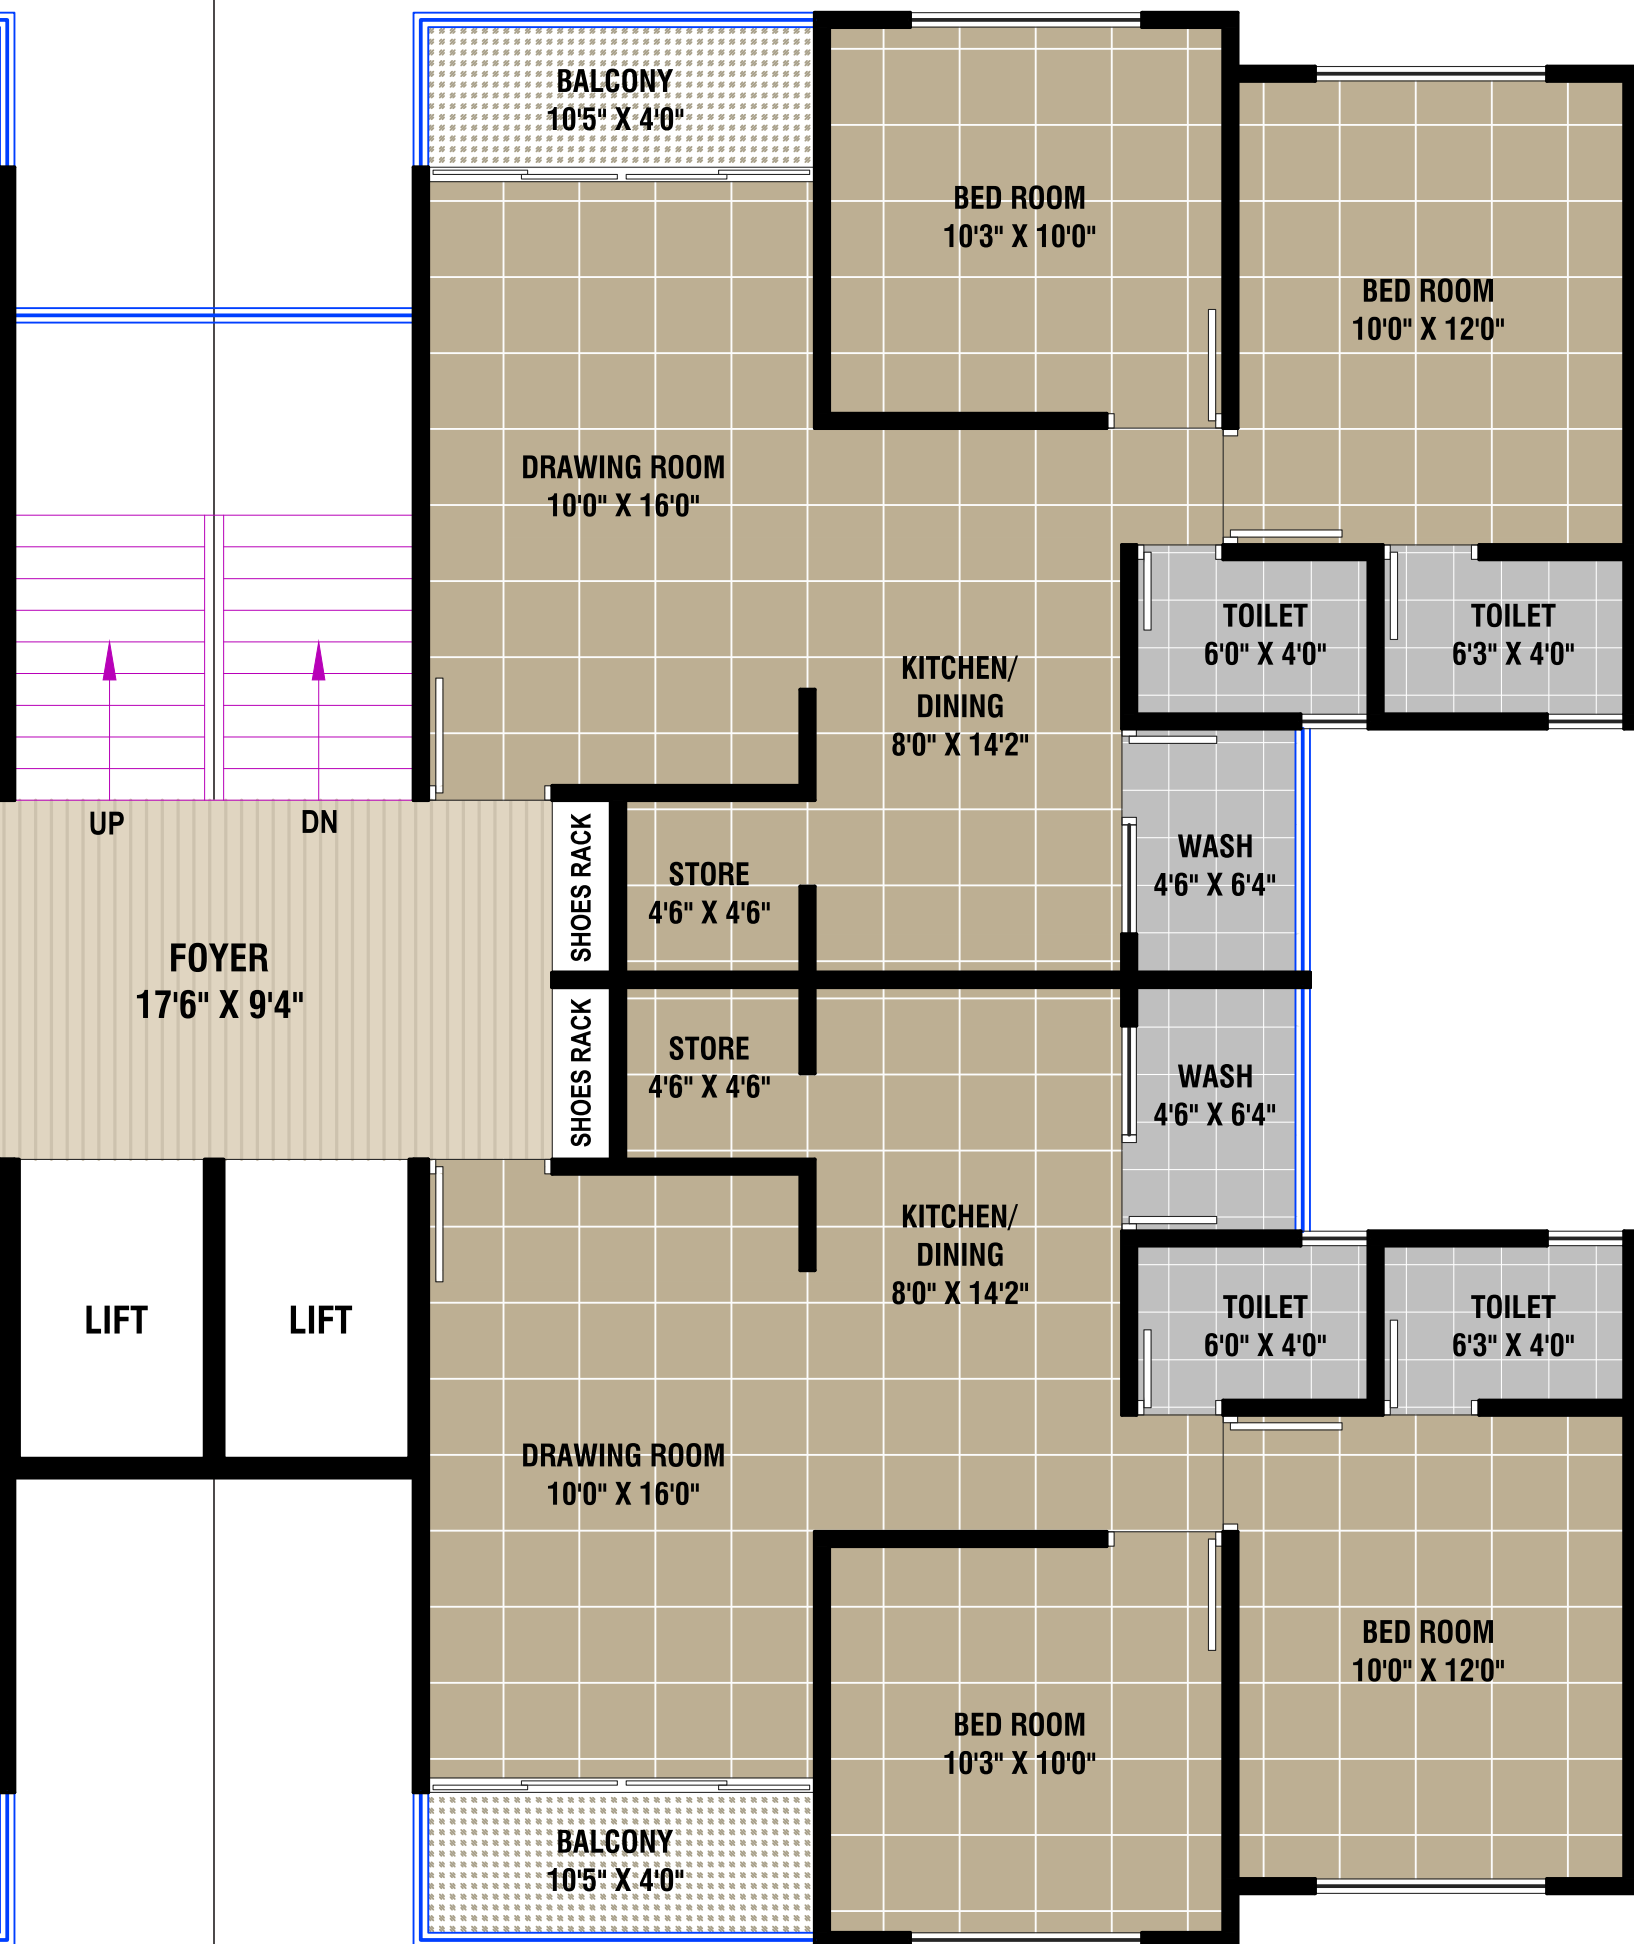 BALCONY
10'5" X 4'0"
BED ROOM
10'3" X 10'0"
BED ROOM
10'0" X 12'0"
DRAWING ROOM
10'0" X 16'0"
TOILET
6'0" X 4'0"
TOILET
6'3" X 4'0"
KITCHEN/
DINING
8'0" X 14'2"
UP
DN
SHOES RACK
STORE
4'6" X 4'6"
WASH
4'6" X 6'4"
FOYER
17'6" X 9'4"
SHOES RACK
STORE
4'6" X 4'6"
WASH
4'6" X 6'4"
KITCHEN/
DINING
8'0" X 14'2"
LIFT
LIFT
TOILET
6'0" X 4'0"
TOILET
6'3" X 4'0"
DRAWING ROOM
10'0" X 16'0"
BED ROOM
10'0" X 12'0"
BED ROOM
10'3" X 10'0"
BALCONY
10'5" X 4'0"